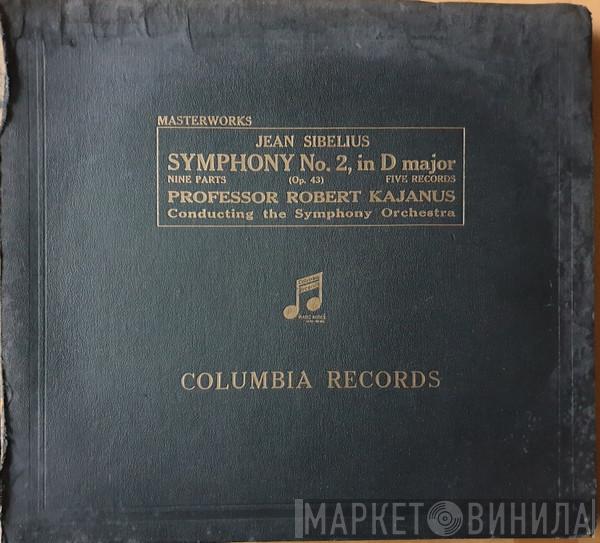 MASTERWORKS
JEAN SIBELIUS
SYMPHONY No. 2, in D major
NINE PARTS (Op. 43) FIVE RECORDS
PROFESSOR ROBERT KAJANUS
Conducting the Symphony Orchestra
COLUMBIA RECORDS
МАРКЕТ ВИНИЛА